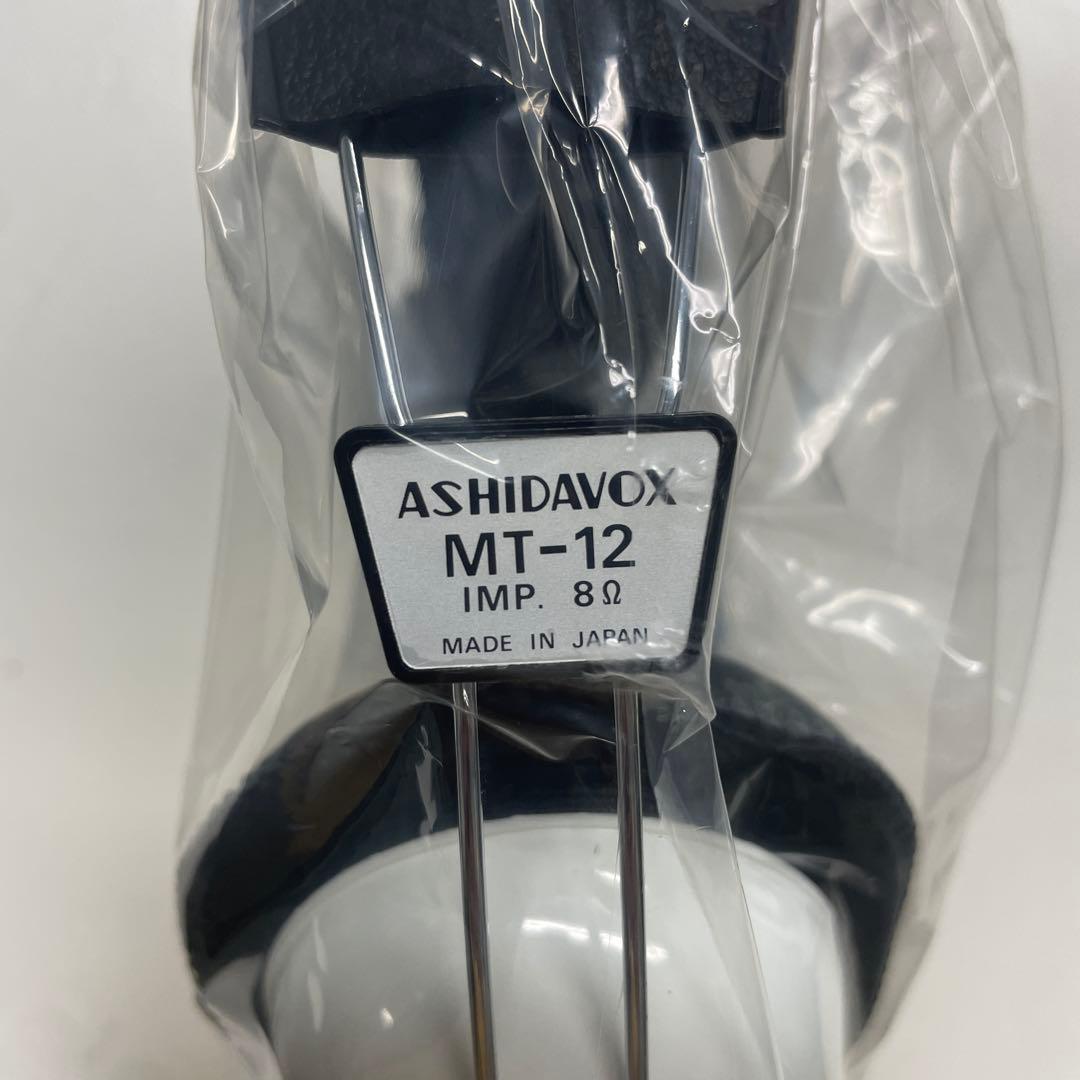 ASHIDAVOX
MT-12
IMP. 8Ω
MADE IN JAPAN